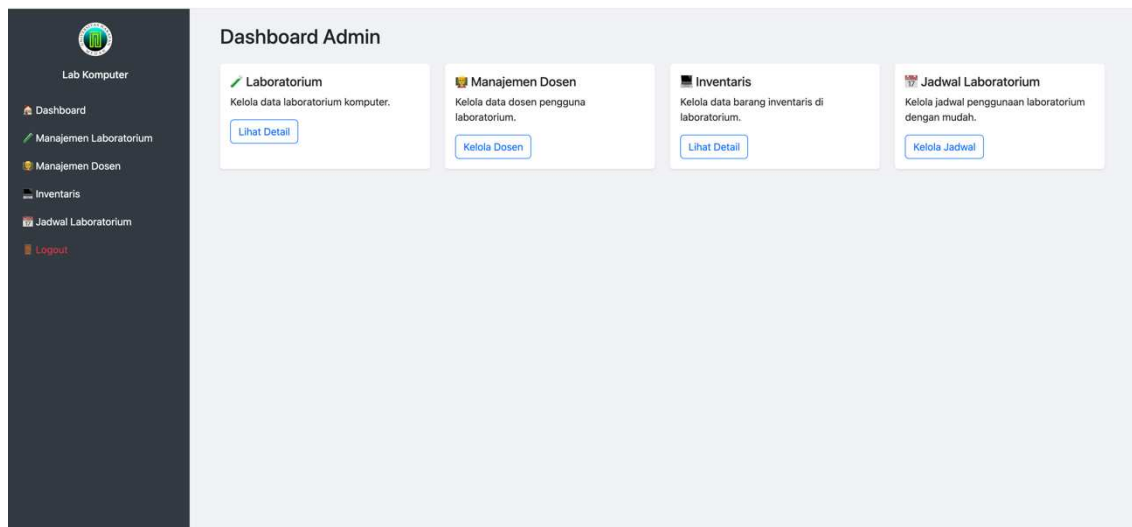 Lab Komputer
Dashboard
Manajemen Laboratorium
Manajemen Dosen
Inventaris
Jadwal Laboratorium
Logout
Dashboard Admin
Laboratorium
Kelola data laboratorium komputer.
Lihat Detail
Manajemen Dosen
Kelola data dosen pengguna
laboratorium.
Kelola Dosen
Inventaris
Kelola data barang inventaris di
laboratorium.
Lihat Detail
Jadwal Laboratorium
Kelola jadwal penggunaan laboratorium
dengan mudah.
Kelola Jadwal